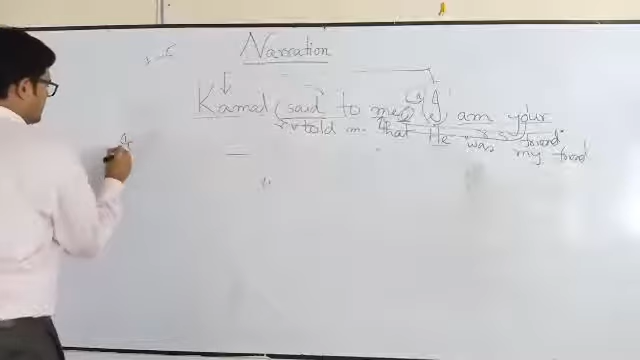 Narration
Kamal said to me, "I am your friend"
told me that He was my friend